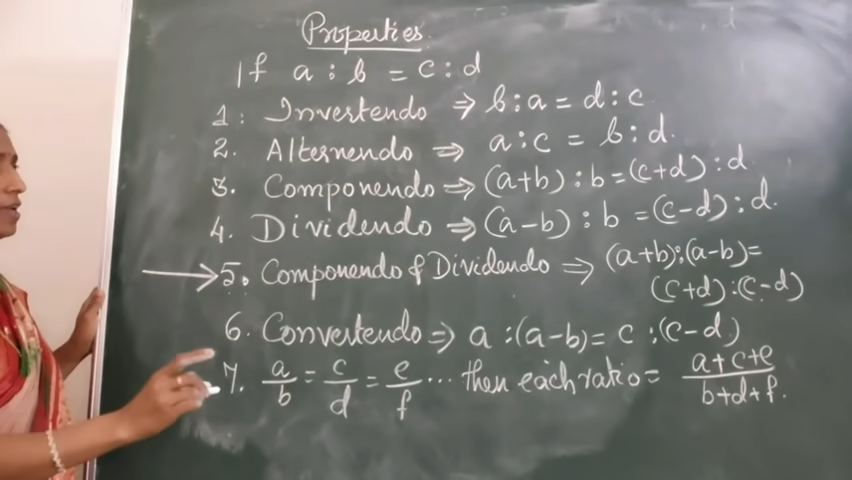 Properties
If a : b = c : d
1: Invertendo ⇒ b : a = d : c
2. Alternendo ⇒ a : c = b : d.
3. Componendo ⇒ (a+b) : b = (c+d) : d
4. Dividendo ⇒ (a-b) : b = (c-d) : d.
→ 5. Componendo & Dividendo ⇒ (a+b):(a-b)=
(c+d):(c-d)
6. Convertendo ⇒ a :(a-b)= c :(c-d)
7. a/b = c/d = e/f ... then each ratio = a+c+e/b+d+f.